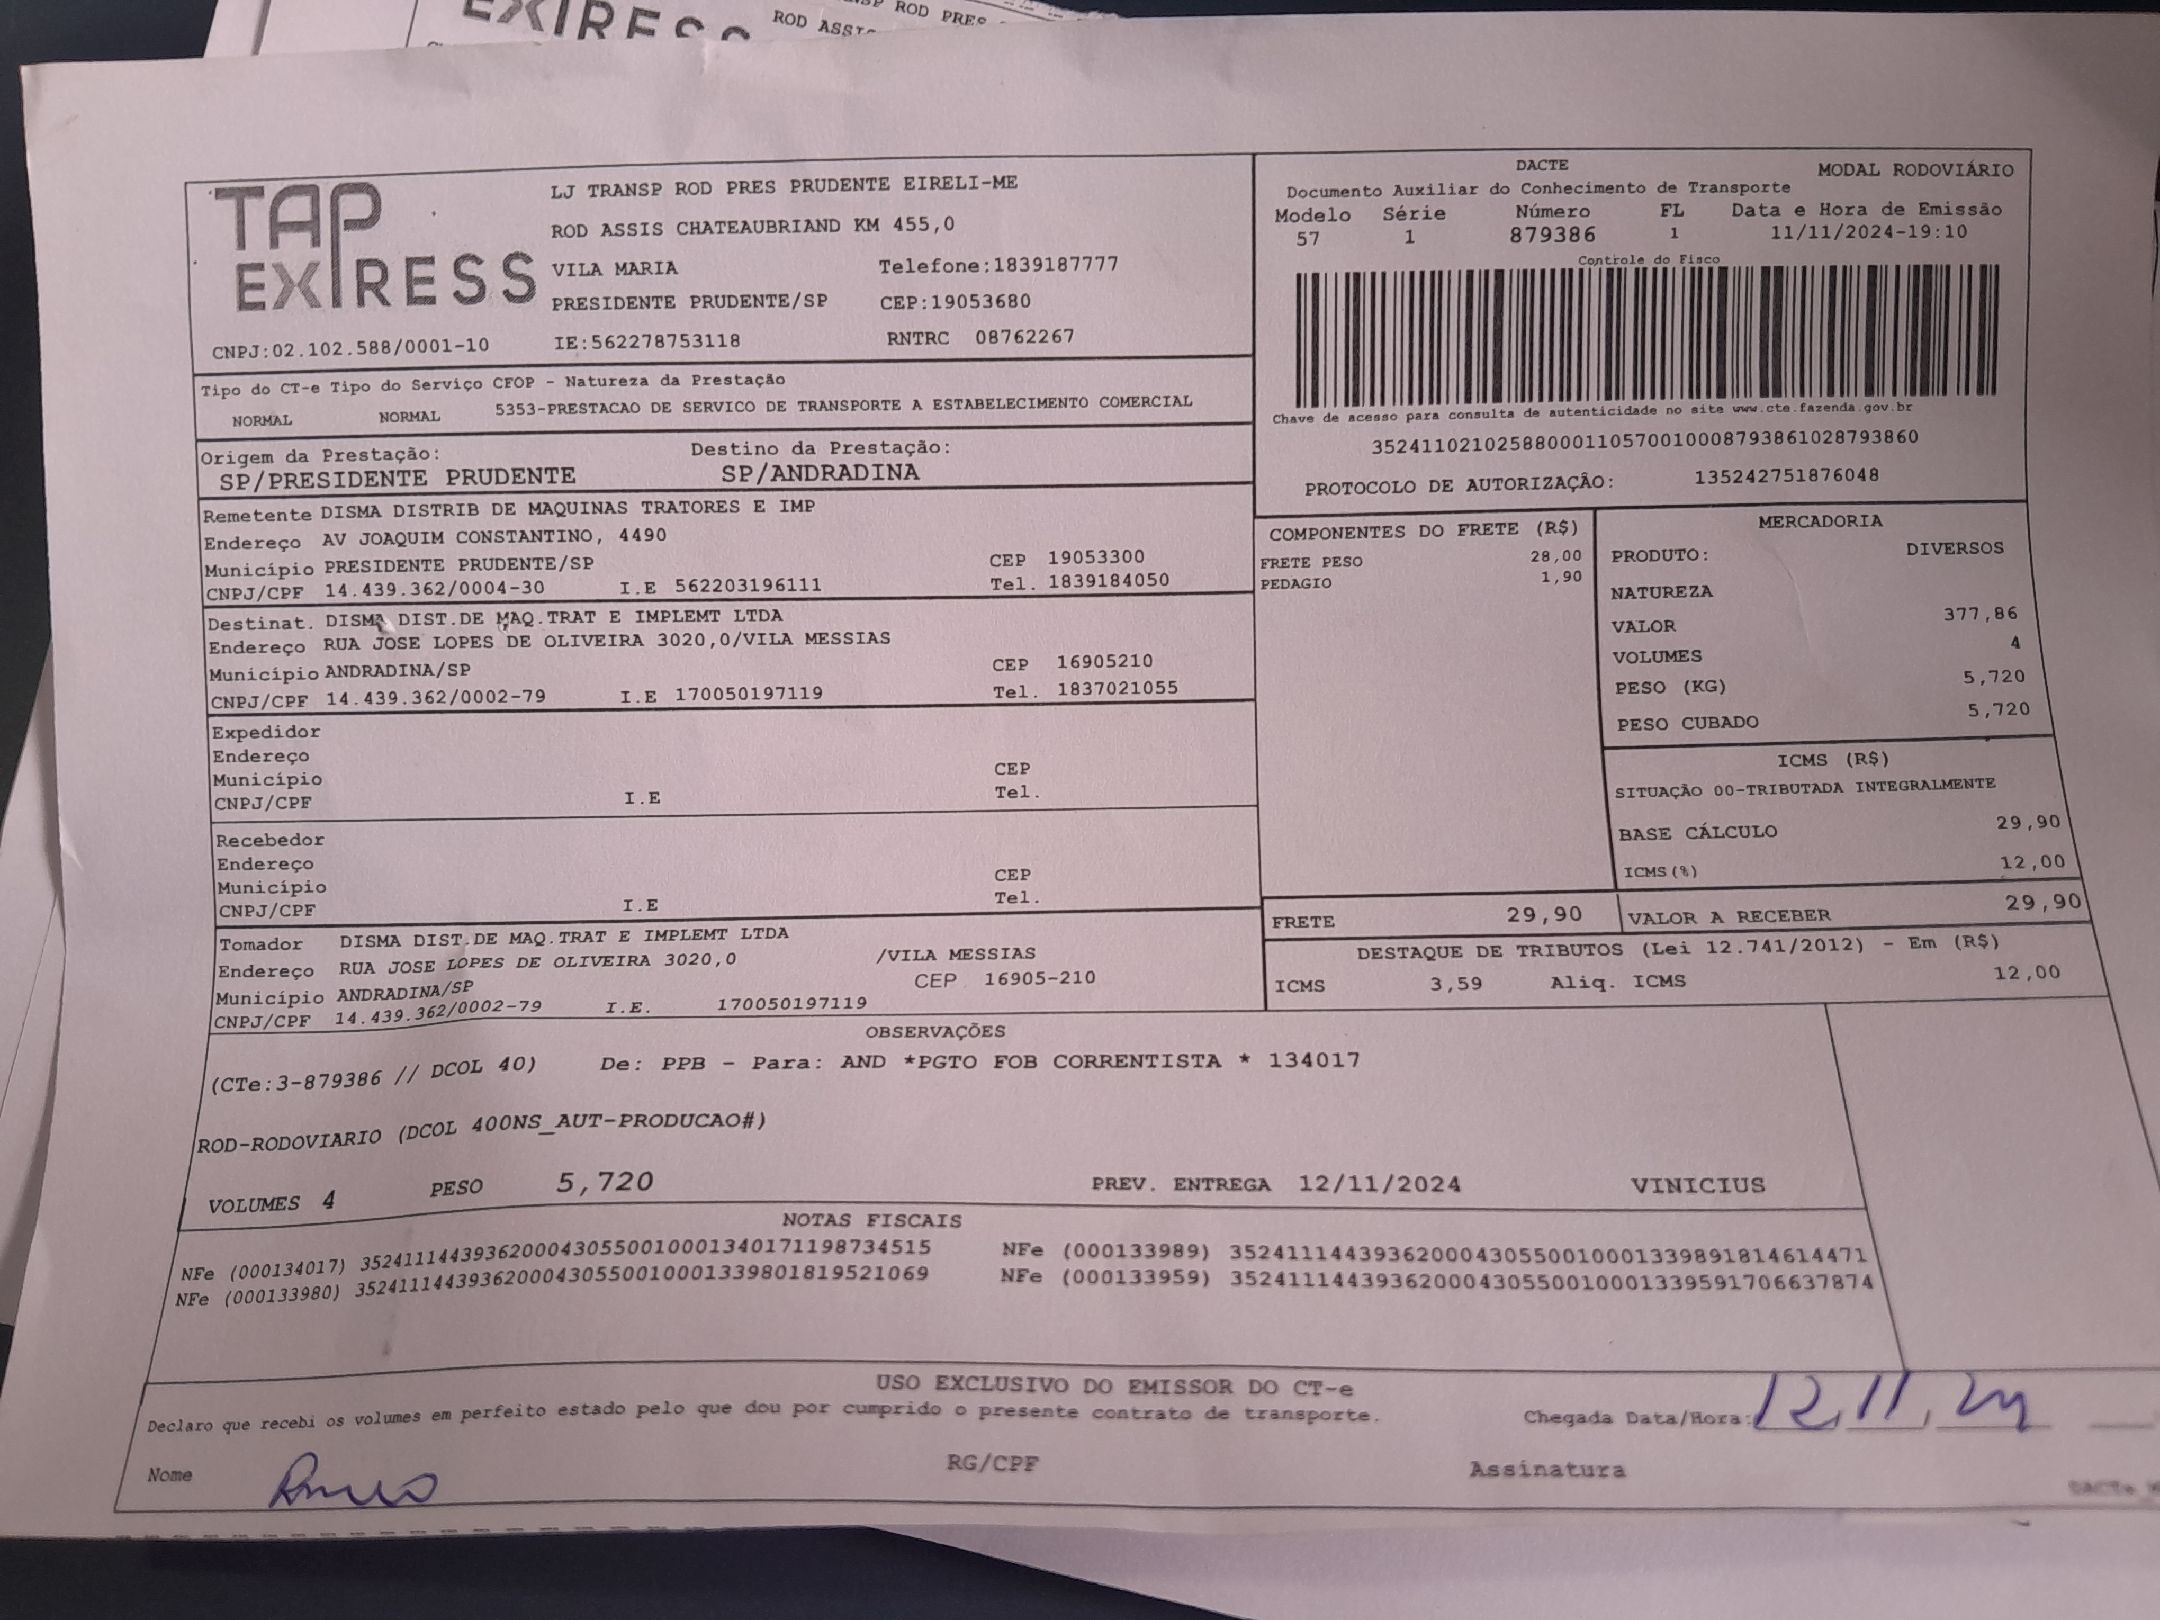 EXPRESS
ROD ASSIS
ROD PRES
TAP
EXPRESS
LJ TRANSP ROD PRES PRUDENTE EIRELI-ME
ROD ASSIS CHATEAUBRIAND KM 455,0
VILA MARIA Telefone:1839187777
PRESIDENTE PRUDENTE/SP CEP:19053680
CNPJ:02.102.588/0001-10 IE:562278753118 RNTRC 08762267
DACTE MODAL RODOVIÁRIO
Documento Auxiliar do Conhecimento de Transporte
Modelo Série Número FL Data e Hora de Emissão
57 1 879386 1 11/11/2024-19:10
Controle do Fisco
Chave de acesso para consulta de autenticidade no site www.cte.fazenda.gov.br
35241102102588000110570010008793861028793860
PROTOCOLO DE AUTORIZAÇÃO: 135242751876048
Tipo do CT-e Tipo do Serviço CFOP - Natureza da Prestação
NORMAL NORMAL 5353-PRESTACAO DE SERVICO DE TRANSPORTE A ESTABELECIMENTO COMERCIAL
Origem da Prestação: Destino da Prestação:
SP/PRESIDENTE PRUDENTE SP/ANDRADINA
Remetente DISMA DISTRIB DE MAQUINAS TRATORES E IMP
Endereço AV JOAQUIM CONSTANTINO, 4490
Município PRESIDENTE PRUDENTE/SP CEP 19053300
CNPJ/CPF 14.439.362/0004-30 I.E 562203196111 Tel. 1839184050
Destinat. DISMA DIST.DE MAQ.TRAT E IMPLEMT LTDA
Endereço RUA JOSE LOPES DE OLIVEIRA 3020,0/VILA MESSIAS
Município ANDRADINA/SP CEP 16905210
CNPJ/CPF 14.439.362/0002-79 I.E 170050197119 Tel. 1837021055
Expedidor
Endereço
Município CEP
CNPJ/CPF I.E Tel.
Recebedor
Endereço
Município CEP
CNPJ/CPF I.E Tel.
Tomador DISMA DIST.DE MAQ.TRAT E IMPLEMT LTDA
Endereço RUA JOSE LOPES DE OLIVEIRA 3020,0 /VILA MESSIAS
Município ANDRADINA/SP CEP 16905-210
CNPJ/CPF 14.439.362/0002-79 I.E. 170050197119
COMPONENTES DO FRETE (R$)
FRETE PESO 28,00
PEDAGIO 1,90
MERCADORIA
PRODUTO: DIVERSOS
NATUREZA
VALOR 377,86
VOLUMES 4
PESO (KG) 5,720
PESO CUBADO 5,720
ICMS (R$)
SITUAÇÃO 00-TRIBUTADA INTEGRALMENTE
BASE CÁLCULO 29,90
ICMS(%) 12,00
FRETE 29,90 VALOR A RECEBER 29,90
DESTAQUE DE TRIBUTOS (Lei 12.741/2012) - Em (R$)
ICMS 3,59 Aliq. ICMS 12,00
OBSERVAÇÕES
(CTe:3-879386 // DCOL 40) De: PPB - Para: AND *PGTO FOB CORRENTISTA * 134017
ROD-RODOVIARIO (DCOL 400NS_AUT-PRODUCAO#)
VOLUMES 4 PESO 5,720 PREV. ENTREGA 12/11/2024 VINICIUS
NOTAS FISCAIS
NFe (000134017) 35241114439362000430550010001340171198734515 NFe (000133989) 35241114439362000430550010001339891814614471
NFe (000133980) 35241114439362000430550010001339801819521069 NFe (000133959) 35241114439362000430550010001339591706637874
USO EXCLUSIVO DO EMISSOR DO CT-e
Declaro que recebi os volumes em perfeito estado pelo que dou por cumprido o presente contrato de transporte. Chegada Data/Hora: 12/11/24
Nome RG/CPF Assinatura